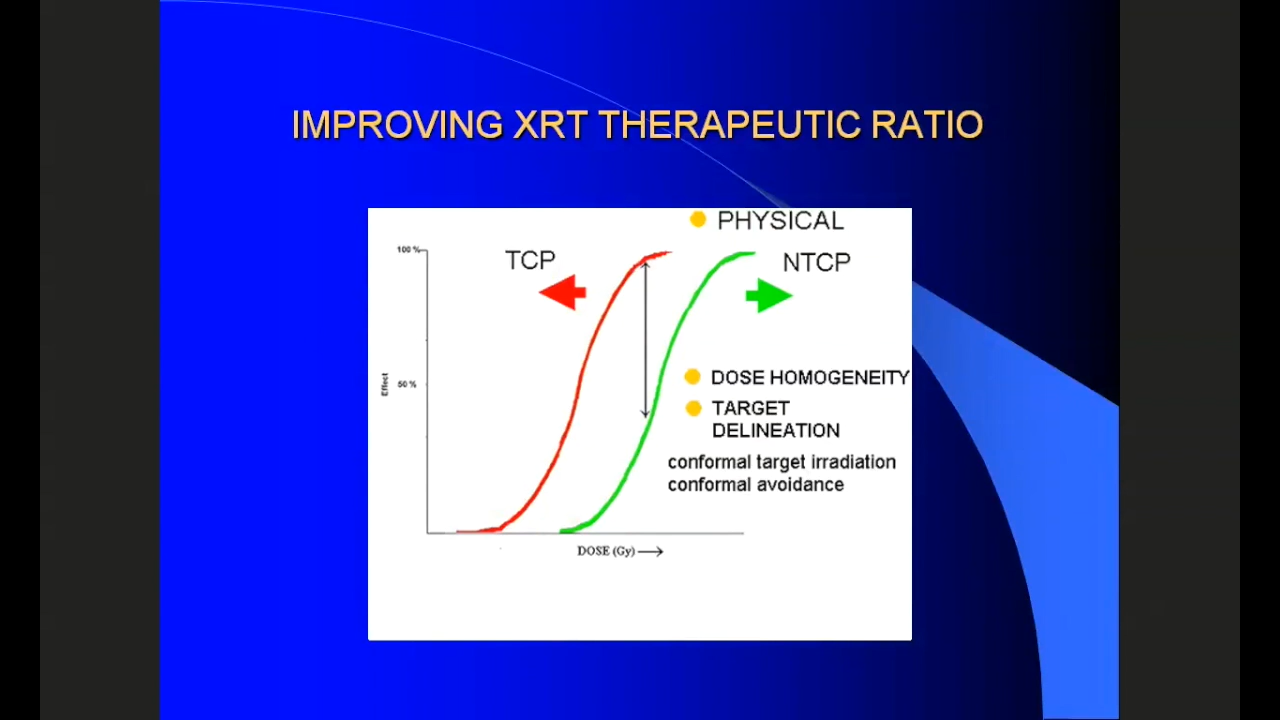 IMPROVING XRT THERAPEUTIC RATIO
PHYSICAL
100 %
TCP
NTCP
DOSE HOMOGENEITY
Effect
50 %
TARGET
DELINEATION
conformal target irradiation
conformal avoidance
DOSE (Gy)